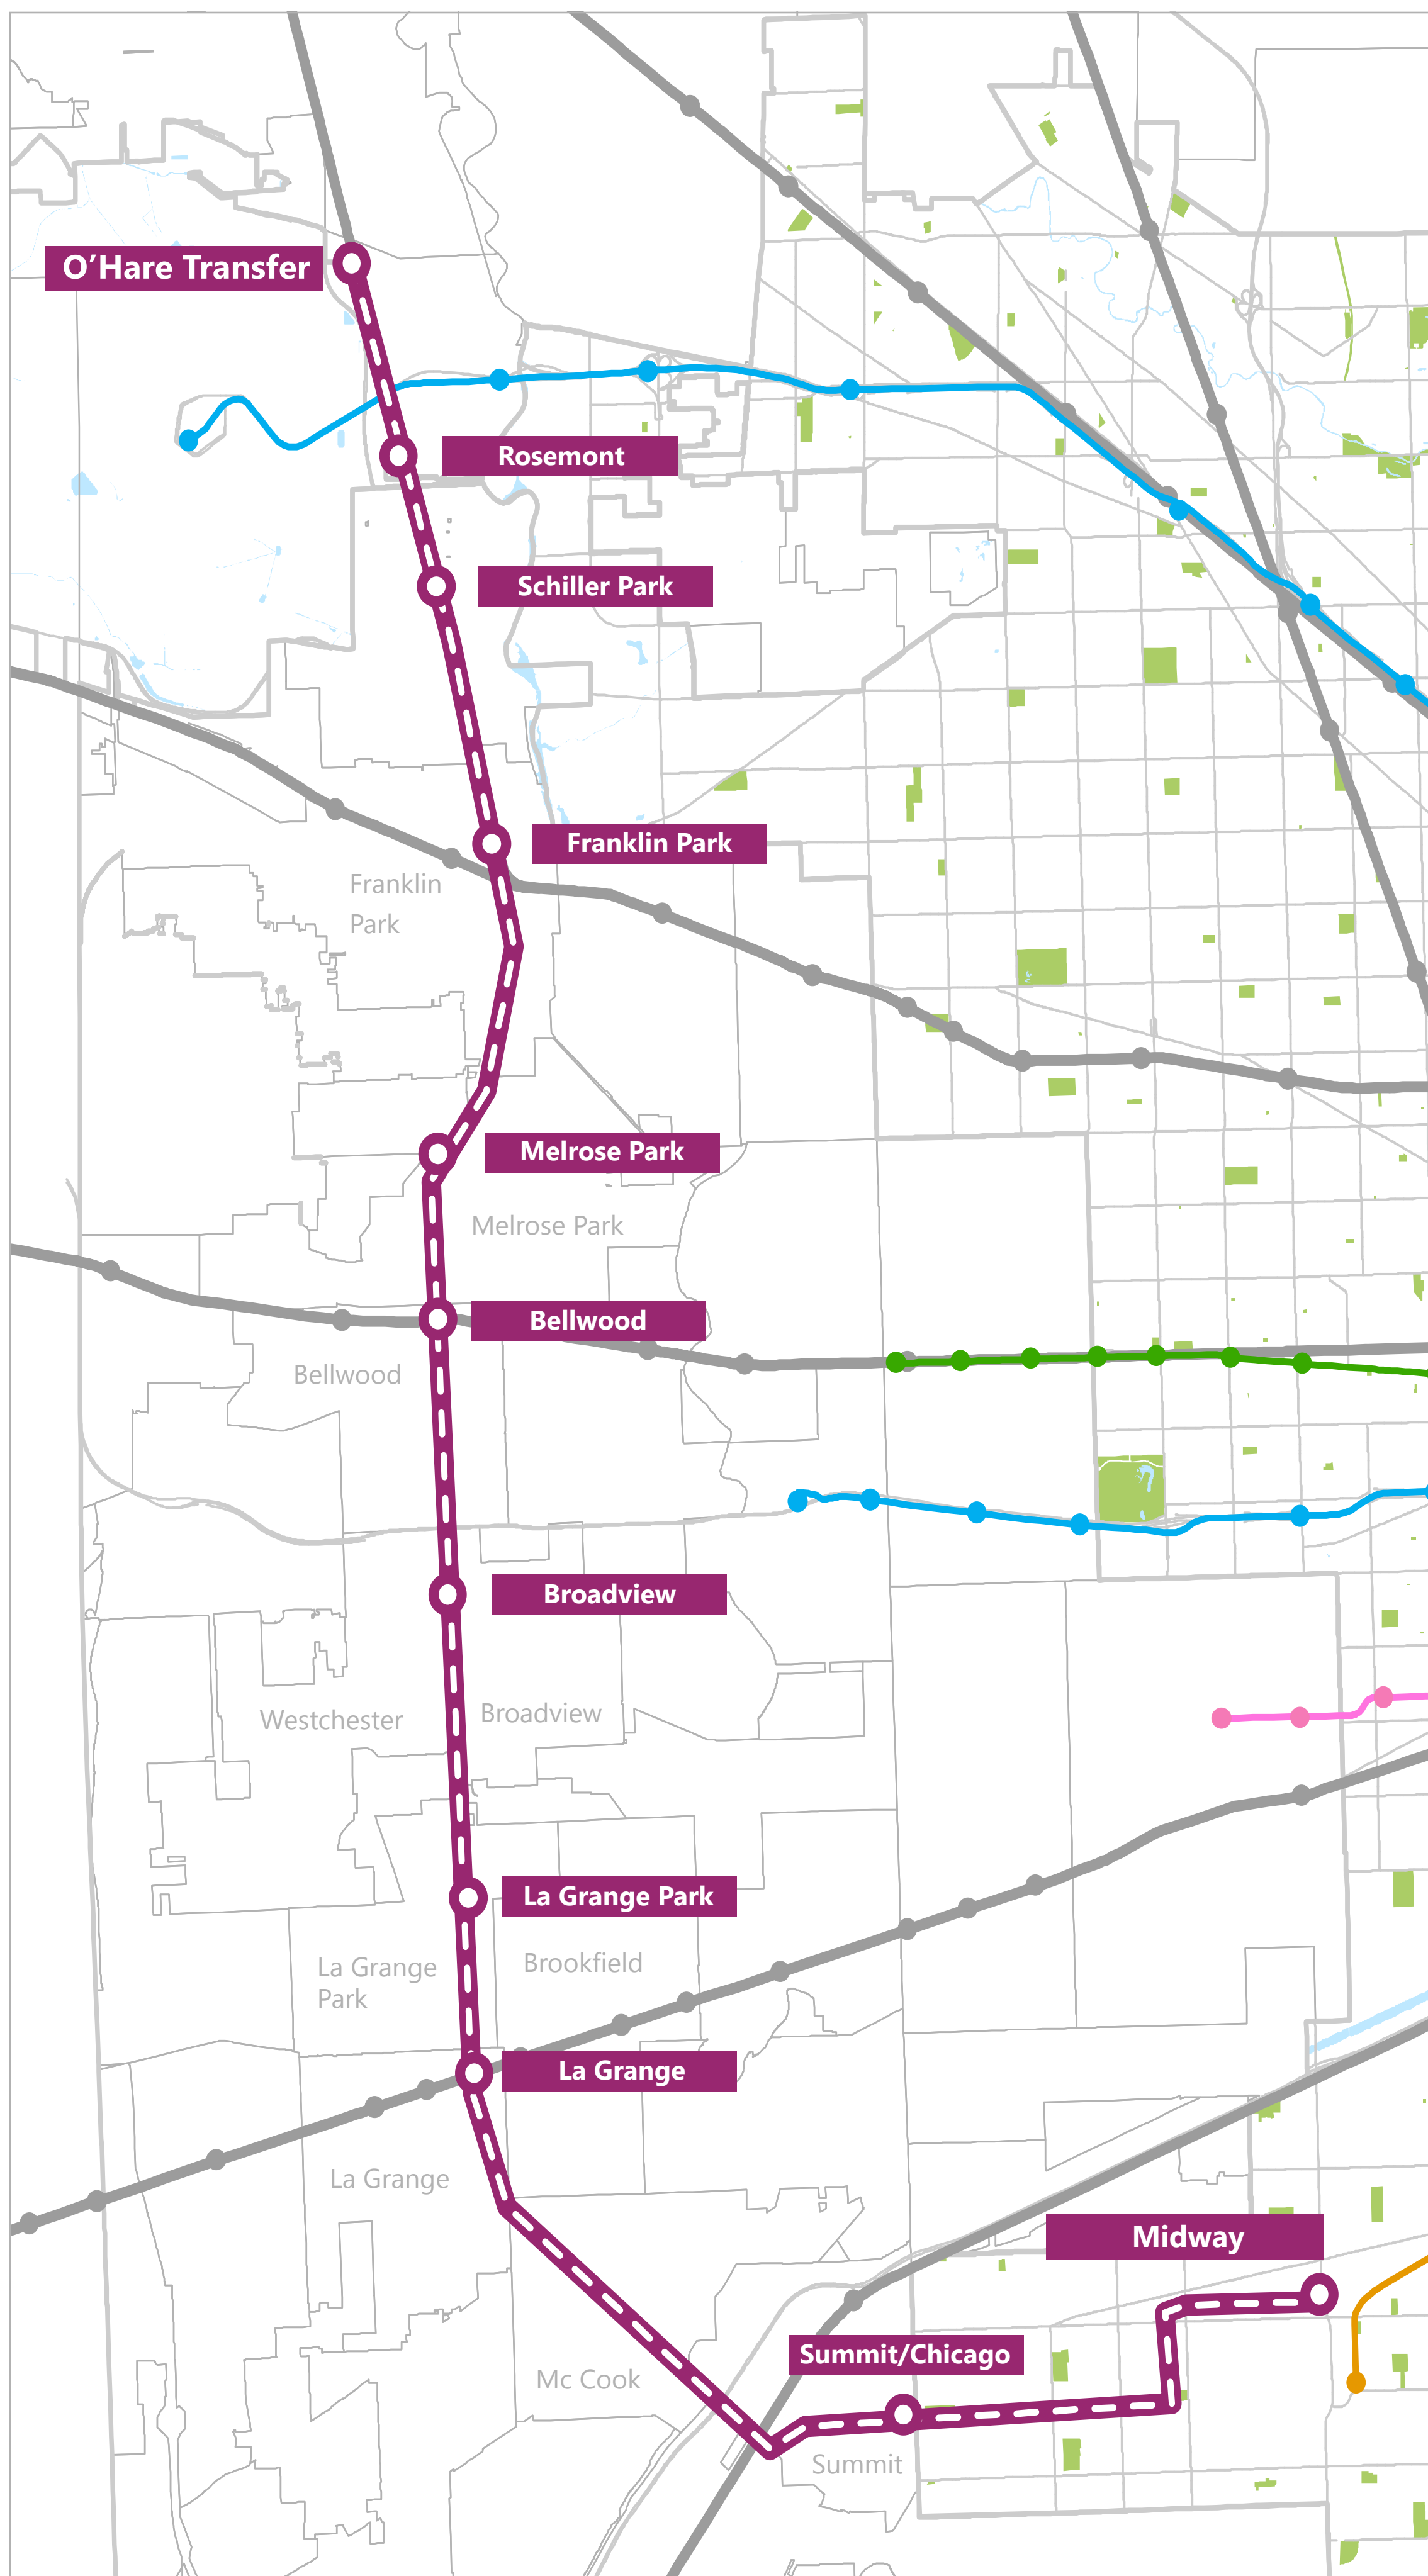 O’Hare Transfer
Rosemont
Schiller Park
Franklin Park
Franklin
Park
Melrose Park
Melrose Park
Bellwood
Bellwood
Broadview
Broadview
Westchester
La Grange Park
Brookfield
La Grange
Park
La Grange
La Grange
Midway
Summit/Chicago
Mc Cook
Summit